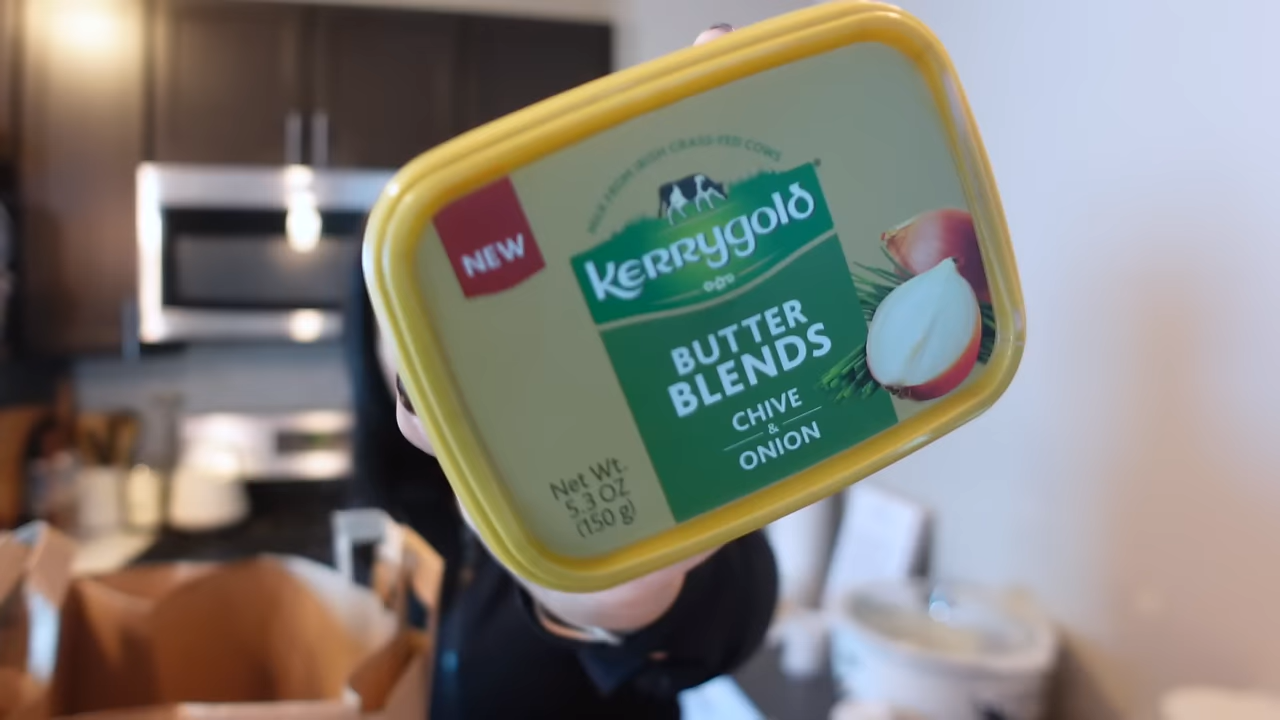 MILK FROM IRISH GRASS-FED COWS
NEW
Kerrygold
BUTTER
BLENDS
CHIVE
&
ONION
Net Wt.
5.3 OZ
(150 g)